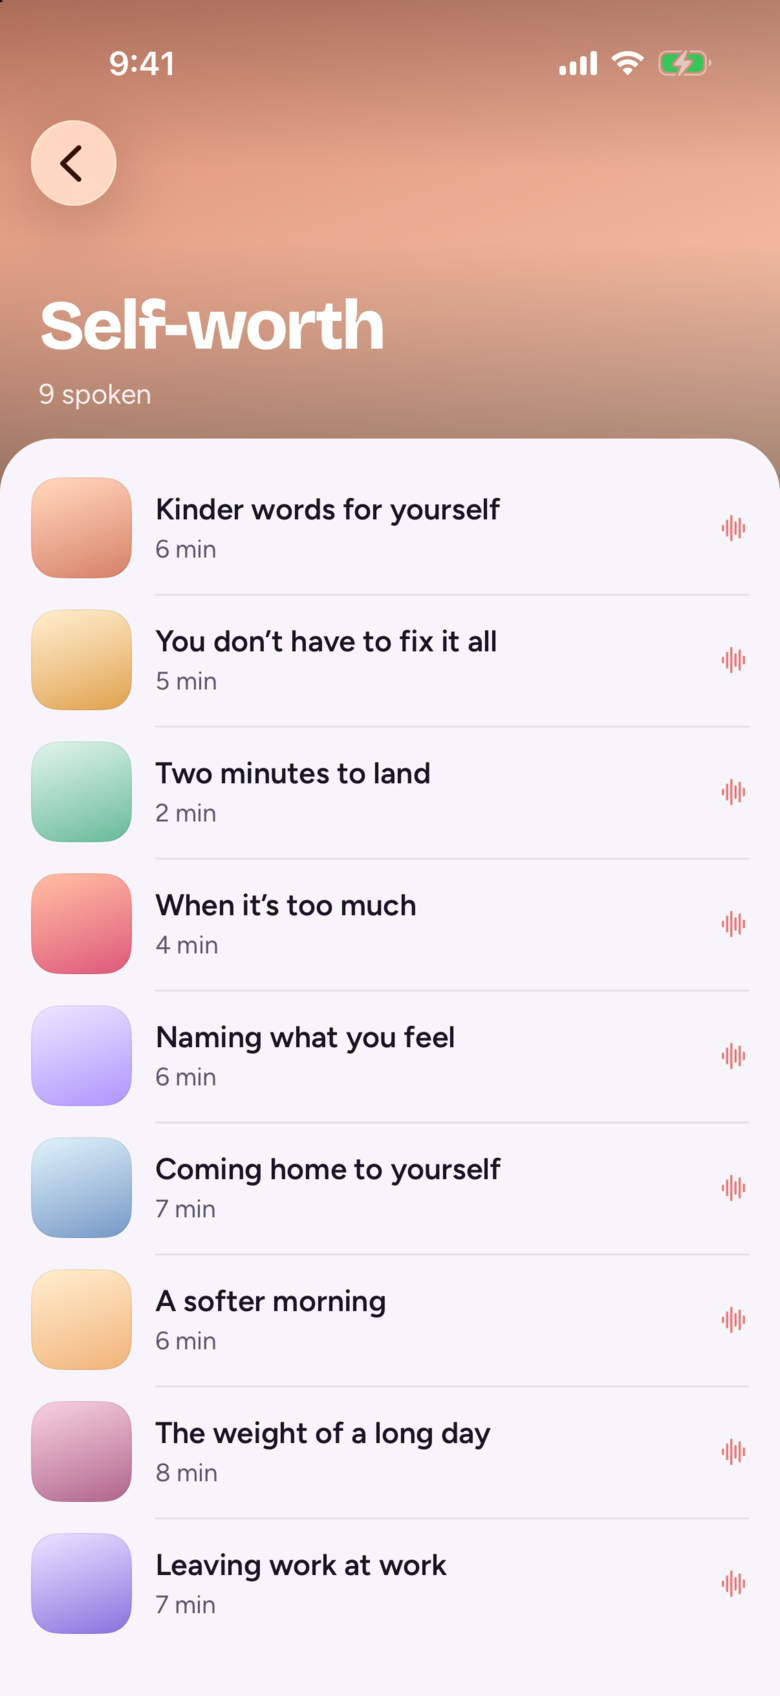 9:41
Self-worth
9 spoken
Kinder words for yourself
6 min
You don’t have to fix it all
5 min
Two minutes to land
2 min
When it’s too much
4 min
Naming what you feel
6 min
Coming home to yourself
7 min
A softer morning
6 min
The weight of a long day
8 min
Leaving work at work
7 min